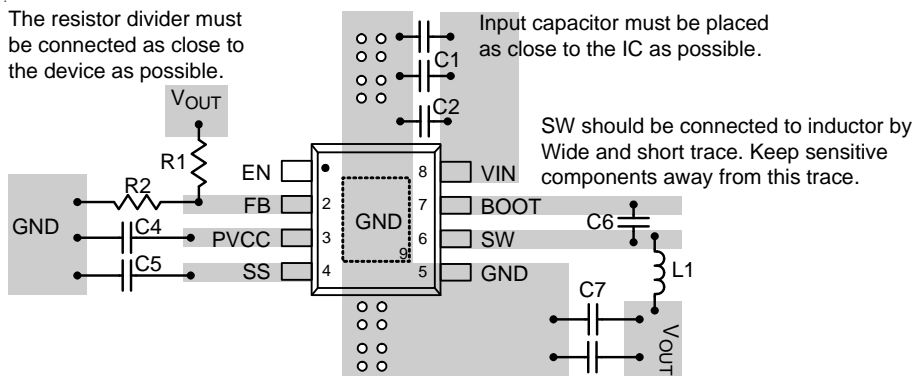 The resistor divider must
be connected as close to
the device as possible.
Input capacitor must be placed
as close to the IC as possible.
C1
C2
VOUT
R1
SW should be connected to inductor by
Wide and short trace. Keep sensitive
components away from this trace.
EN
8
VIN
R2
FB
2
7
BOOT
GND
GND
C4
PVCC
3
6
SW
C6
9
C5
SS
4
5
GND
L1
C7
VOUT